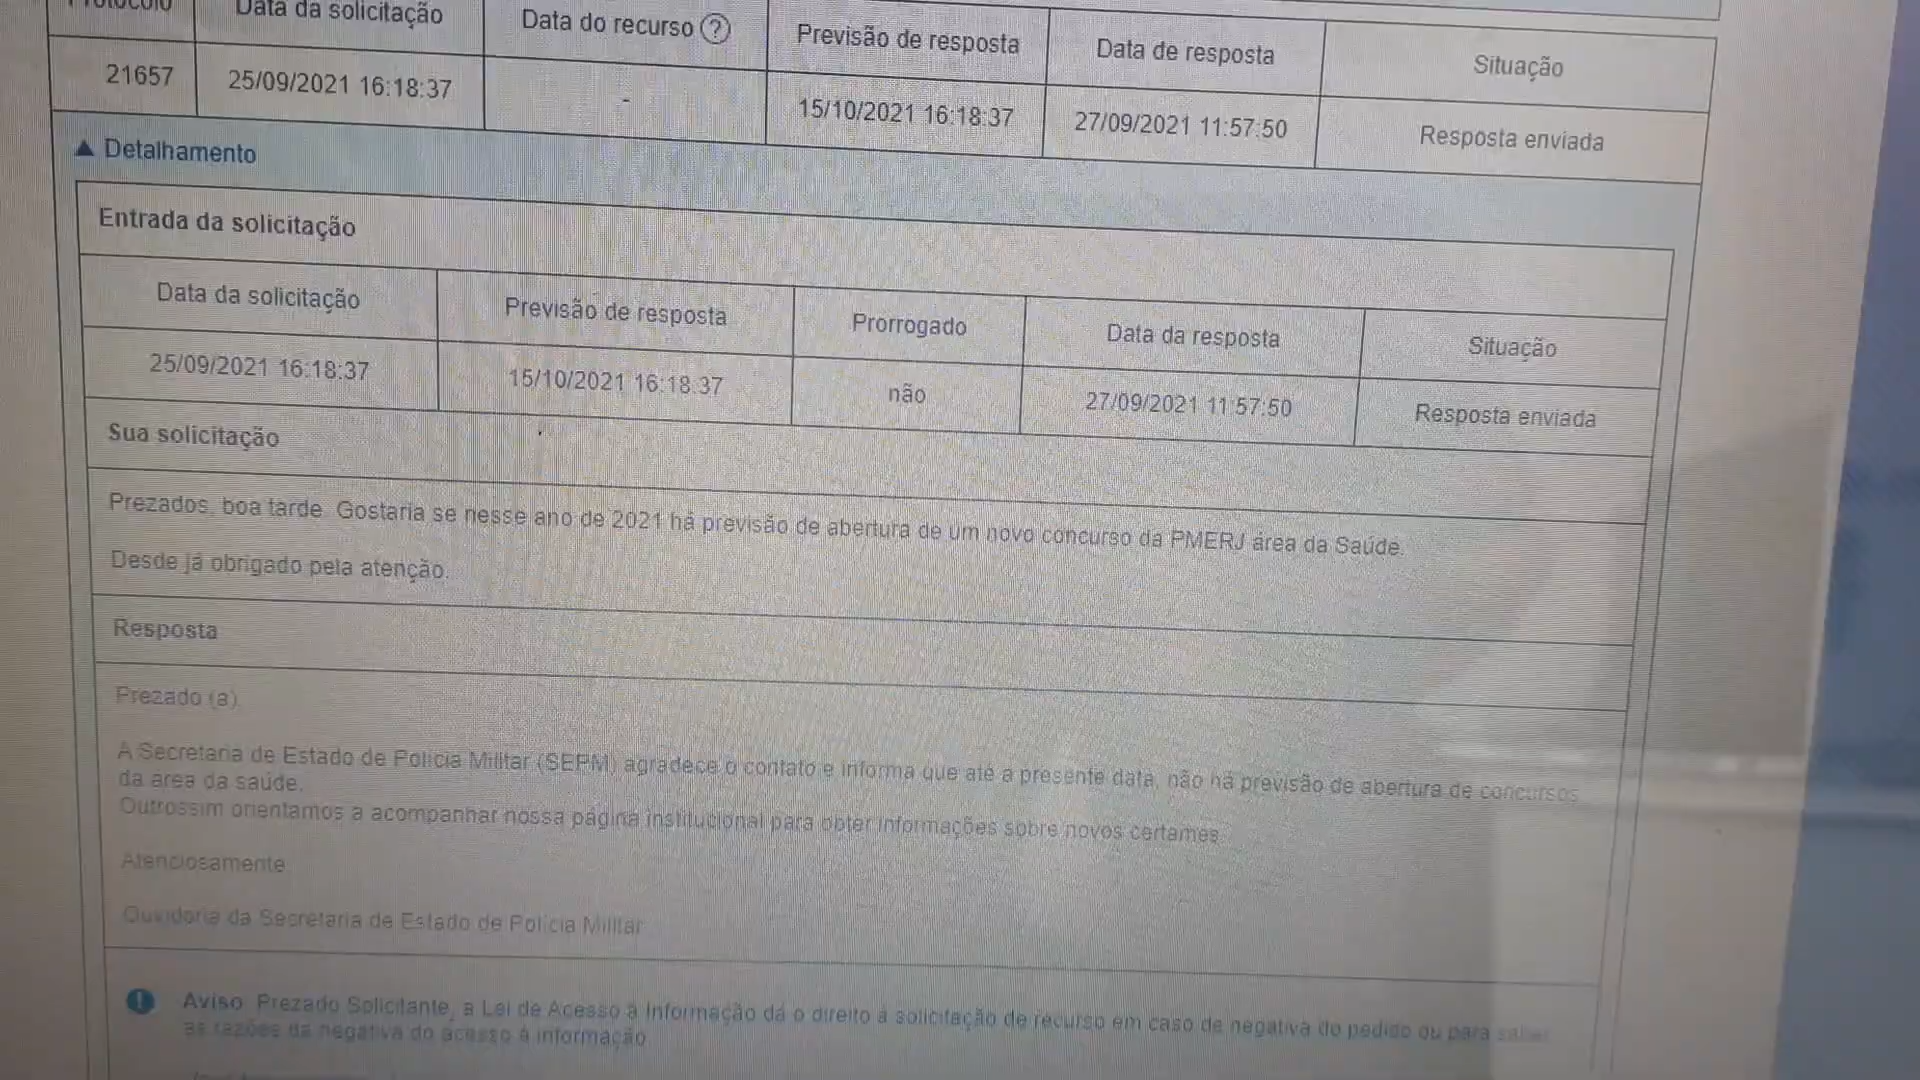 Protocolo
Data da solicitação
Data do recurso ?
Previsão de resposta
Data de resposta
Situação
21657
25/09/2021 16:18:37
-
15/10/2021 16:18:37
27/09/2021 11:57:50
Resposta enviada
▲ Detalhamento
Entrada da solicitação
Data da solicitação
Previsão de resposta
Prorrogado
Data da resposta
Situação
25/09/2021 16:18:37
15/10/2021 16:18:37
não
27/09/2021 11:57:50
Resposta enviada
Sua solicitação
Prezados, boa tarde. Gostaria se nesse ano de 2021 há previsão de abertura de um novo concurso da PMERJ área da Saúde.
Desde já obrigado pela atenção.
Resposta
Prezado (a)
A Secretaria de Estado de Polícia Militar (SEPM) agradece o contato e informa que até a presente data, não há previsão de abertura de concursos
da área da saúde.
Outrossim orientamos a acompanhar nossa página institucional para obter informações sobre novos certames
Atenciosamente
Ouvidoria da Secretaria de Estado de Polícia Militar
Aviso: Prezado Solicitante, a Lei de Acesso à Informação dá o direito à solicitação de recurso em caso de negativa do pedido ou para saber
as razões da negativa do acesso à informação